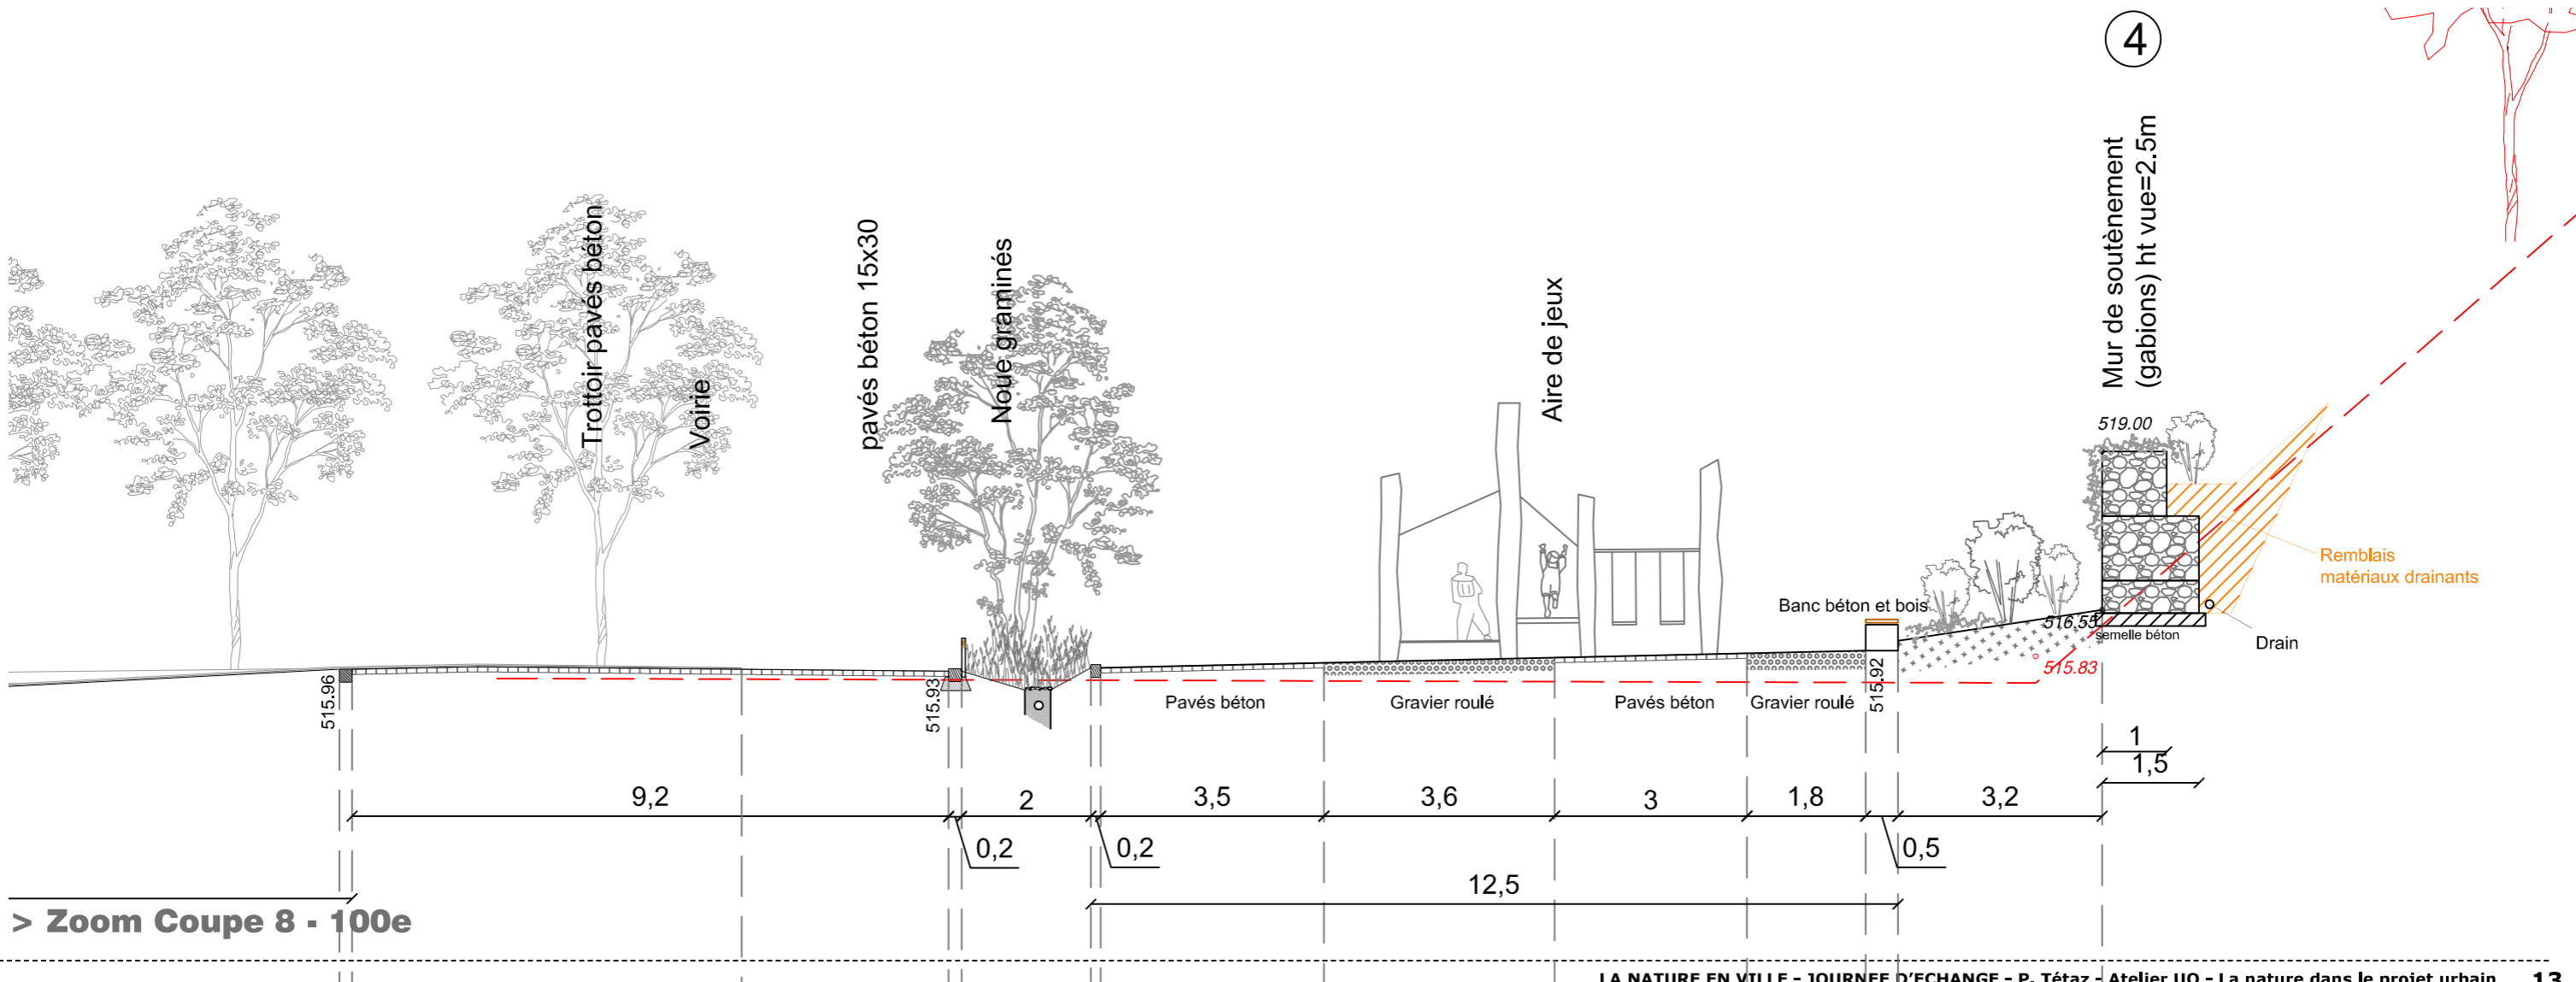 4
Mur de soutènement
(gabions) ht vue=2.5m
Trottoir pavés béton
Voirie
pavés béton 15x30
Noue graminés
Aire de jeux
519.00
Remblais
matériaux drainants
Banc béton et bois
516.55
semelle béton
Drain
515.83
515.96
515.93
515.92
Pavés béton
Gravier roulé
Pavés béton
Gravier roulé
1
1,5
9,2
2
3,5
3,6
3
1,8
3,2
0,2
0,2
0,5
12,5
> Zoom Coupe 8 - 100e
LA NATURE EN VILLE – JOURNEE D'ECHANGE – P. Tétaz – Atelier UO – La nature dans le projet urbain 13